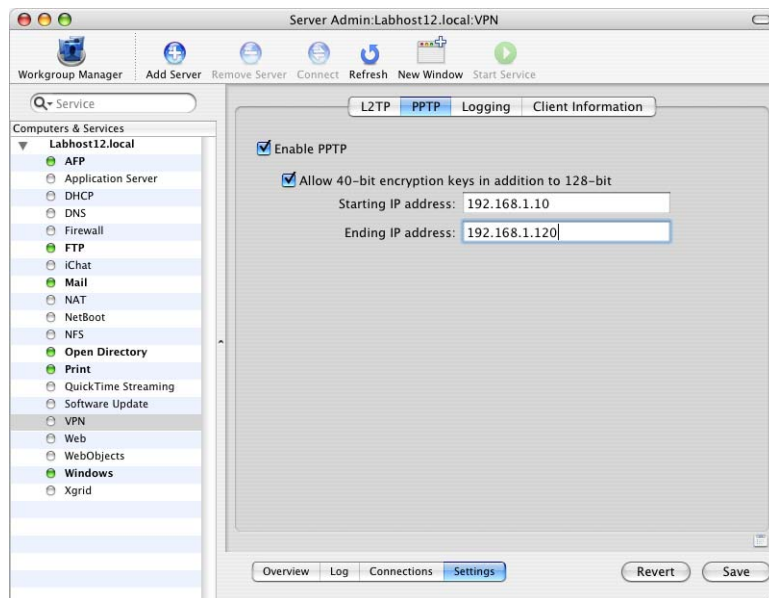 Server Admin:Labhost12.local:VPN
Workgroup Manager
Add Server
Remove Server
Connect
Refresh
New Window
Start Service
Service
Computers & Services
Labhost12.local
AFP
Application Server
DHCP
DNS
Firewall
FTP
iChat
Mail
NAT
NetBoot
NFS
Open Directory
Print
QuickTime Streaming
Software Update
VPN
Web
WebObjects
Windows
Xgrid
L2TP
PPTP
Logging
Client Information
Enable PPTP
Allow 40-bit encryption keys in addition to 128-bit
Starting IP address: 192.168.1.10
Ending IP address: 192.168.1.120
Overview
Log
Connections
Settings
Revert
Save